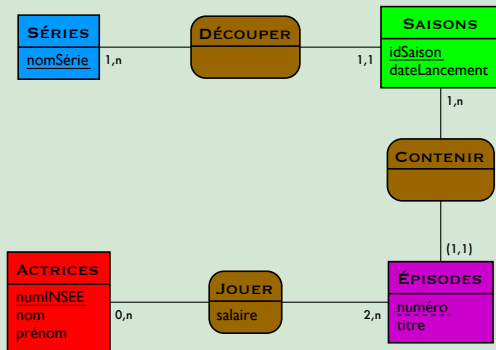 SÉRIES
nomSérie
1,n
DÉCOUPER
1,1
SAISONS
idSaison
dateLancement
1,n
CONTENIR
(1,1)
ACTRICES
numINSEE
nom
prénom
0,n
JOUER
salaire
2,n
ÉPISODES
numéro
titre